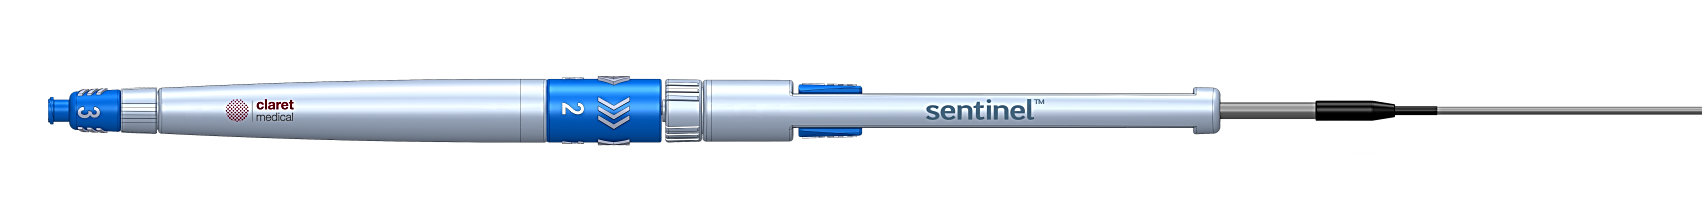 3
claret
medical
2
sentinel™